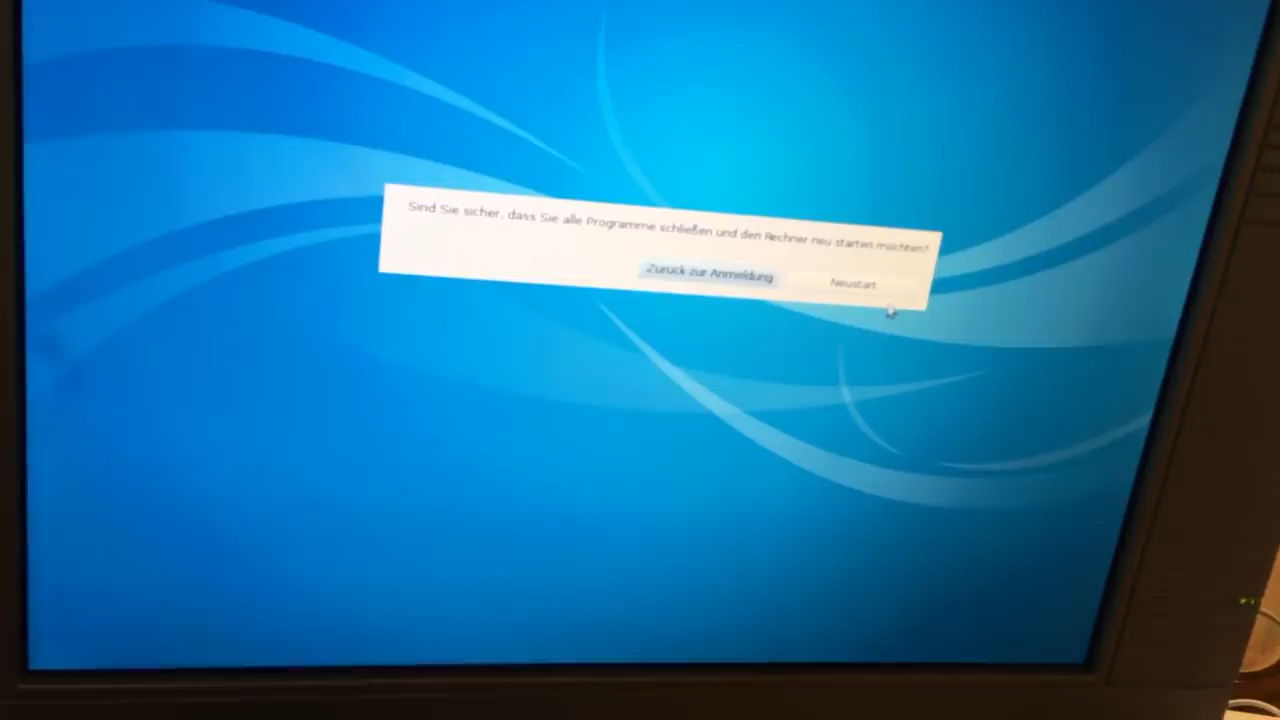 Sind Sie sicher, dass Sie alle Programme schließen und den Rechner neu starten möchten?
Zurück zur Anmeldung
Neustart